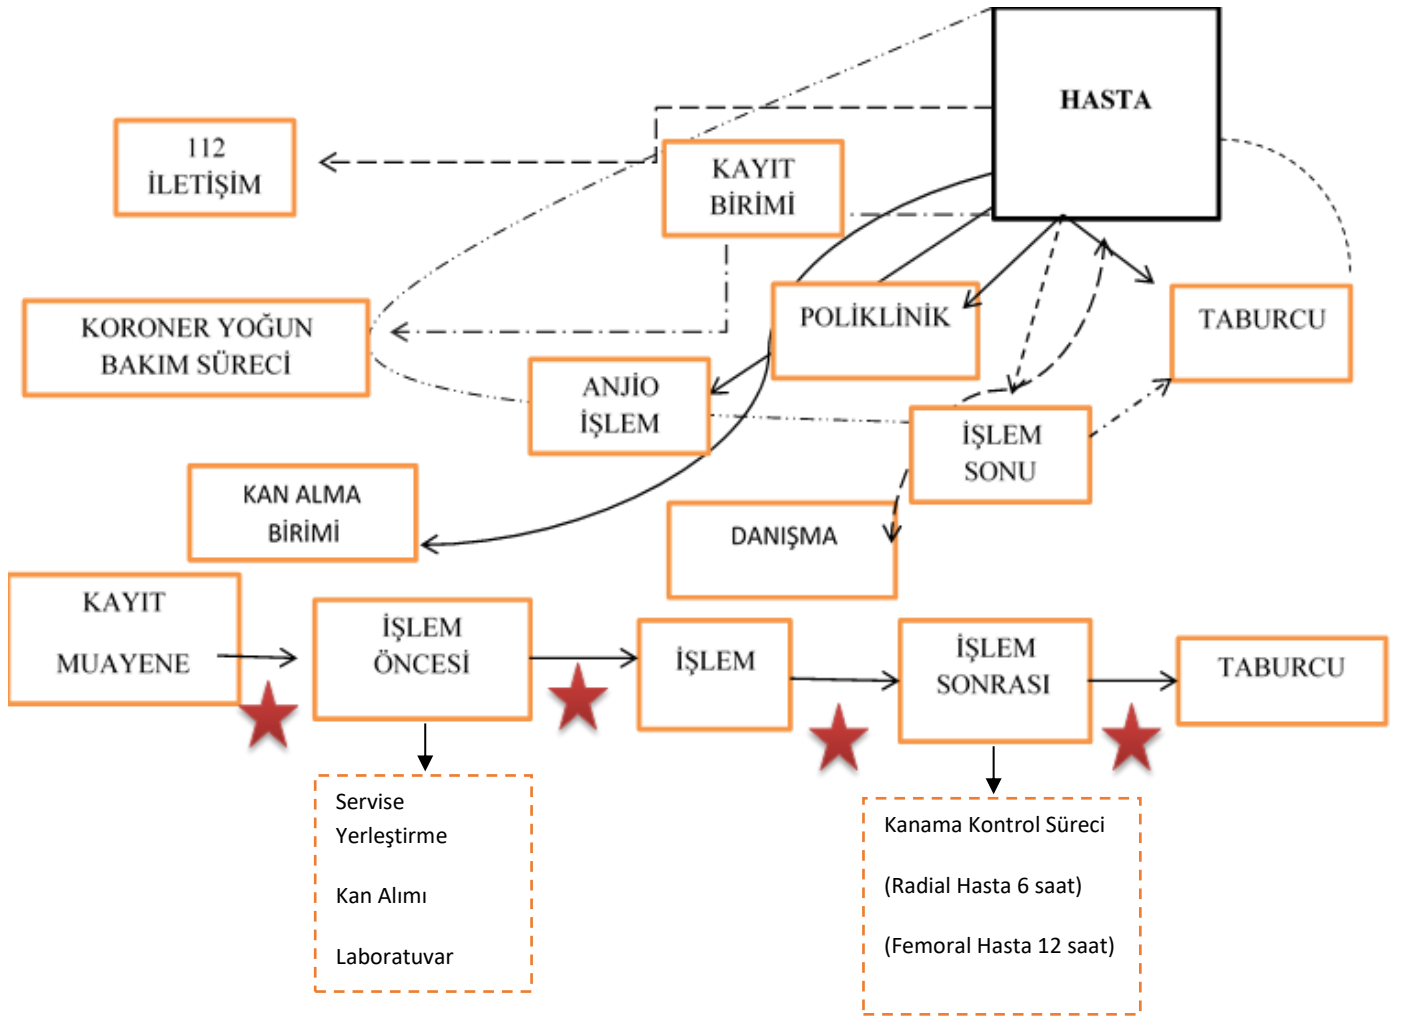 HASTA
112
İLETİŞİM
KAYIT
BİRİMİ
KORONER YOĞUN
BAKIM SÜRECİ
POLİKLİNİK
TABURCU
ANJİO
İŞLEM
İŞLEM
SONU
KAN ALMA
BİRİMİ
DANIŞMA
KAYIT
MUAYENE
İŞLEM
ÖNCESİ
İŞLEM
İŞLEM
SONRASI
TABURCU
Servise
Yerleştirme
Kan Alımı
Laboratuvar
Kanama Kontrol Süreci
(Radial Hasta 6 saat)
(Femoral Hasta 12 saat)